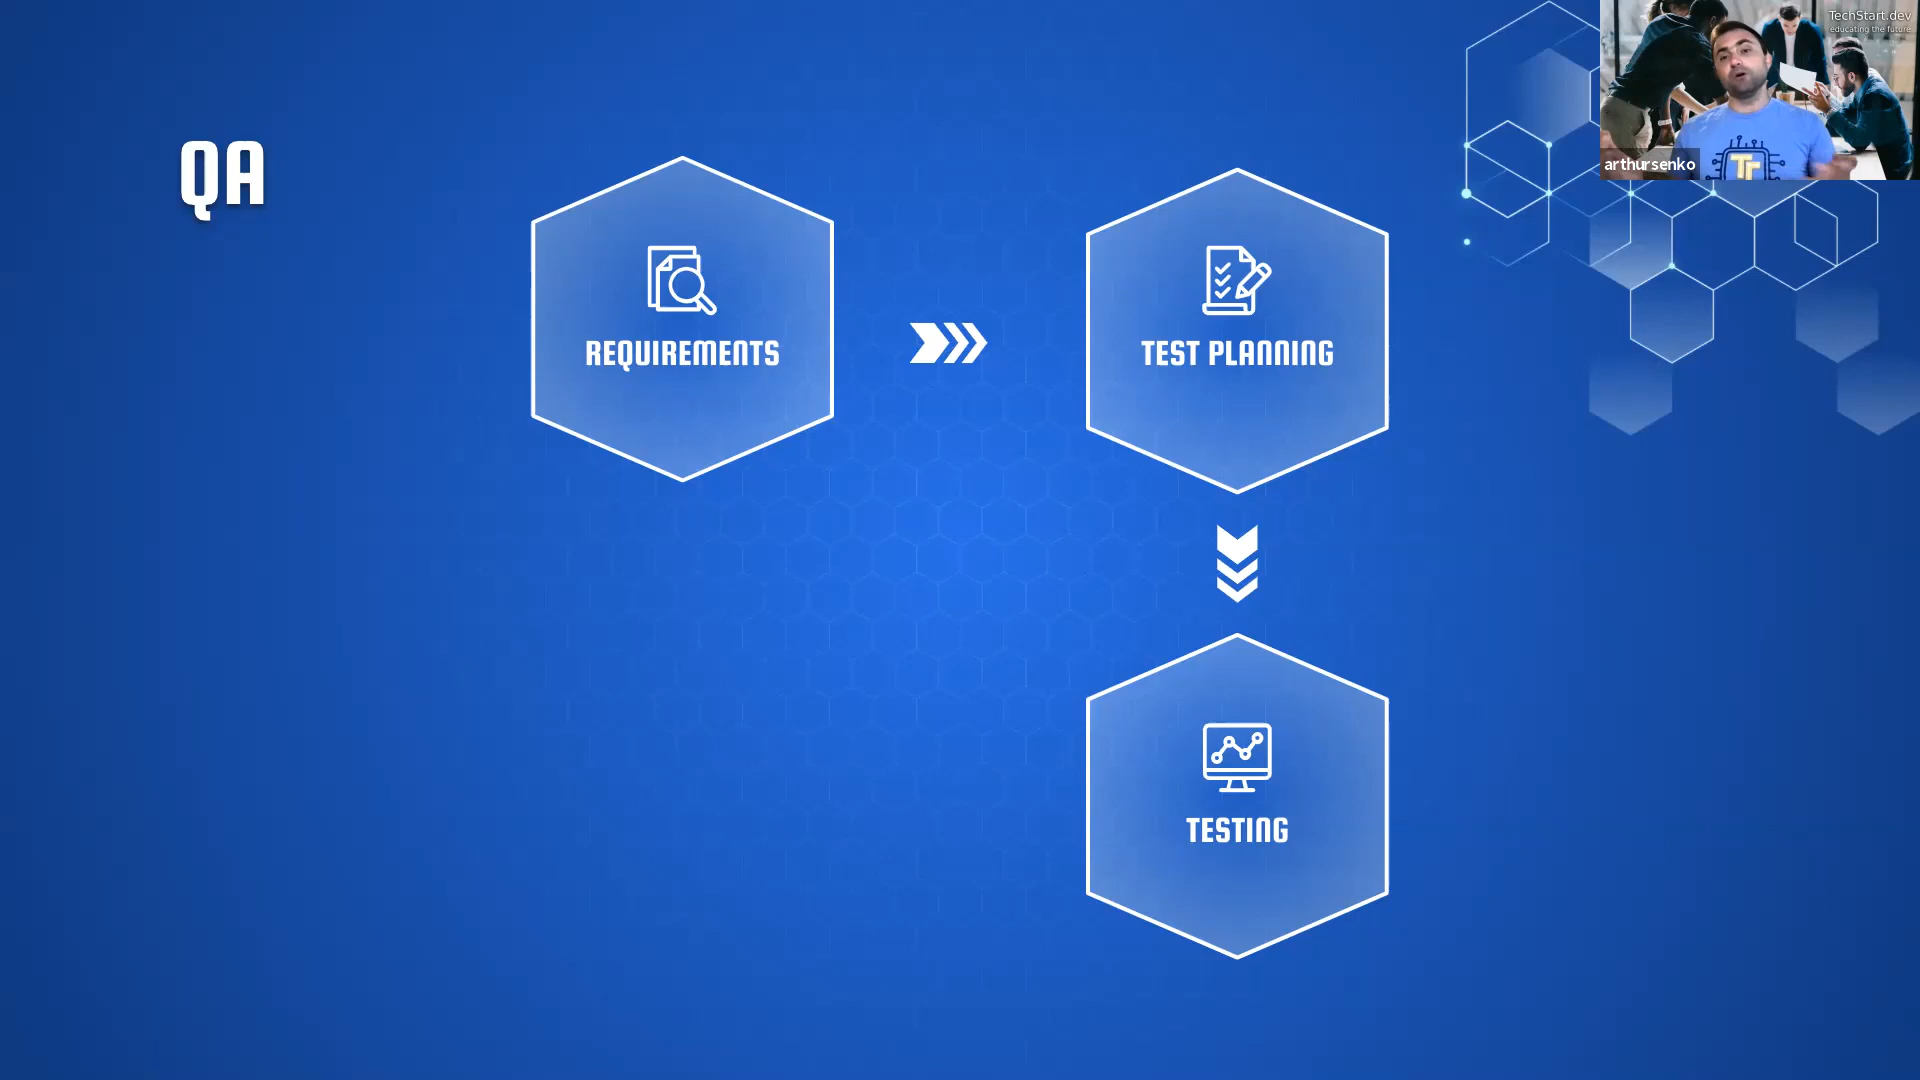 TechStart.dev
educating the future
arthursenko
QA
REQUIREMENTS
TEST PLANNING
TESTING